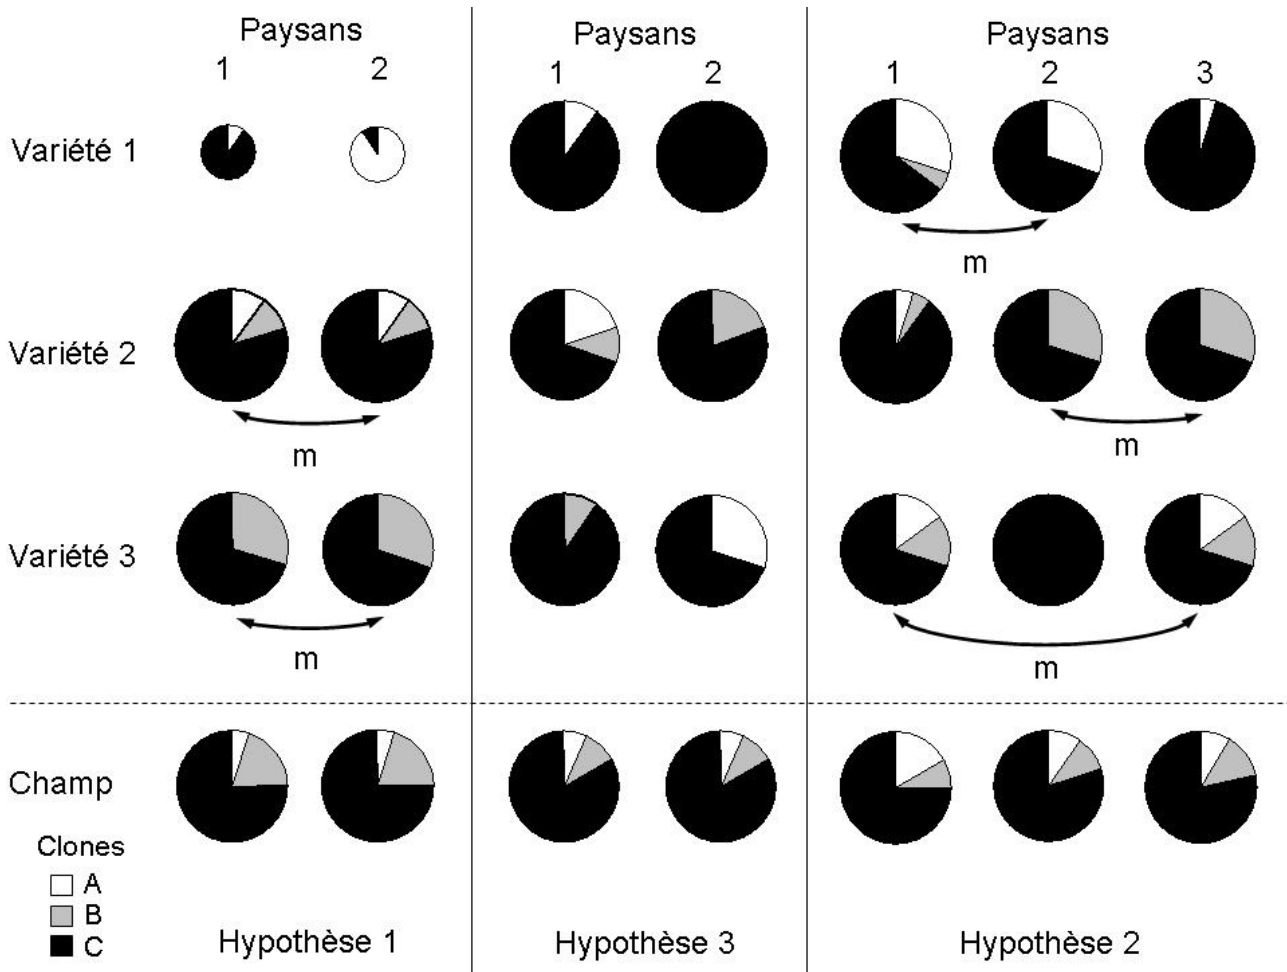 Paysans Paysans Paysans
1 2 1 2 1 2 3
Variété 1
m
Variété 2
m m
Variété 3
m m
Champ
Clones
A
B
C
Hypothèse 1 Hypothèse 3 Hypothèse 2